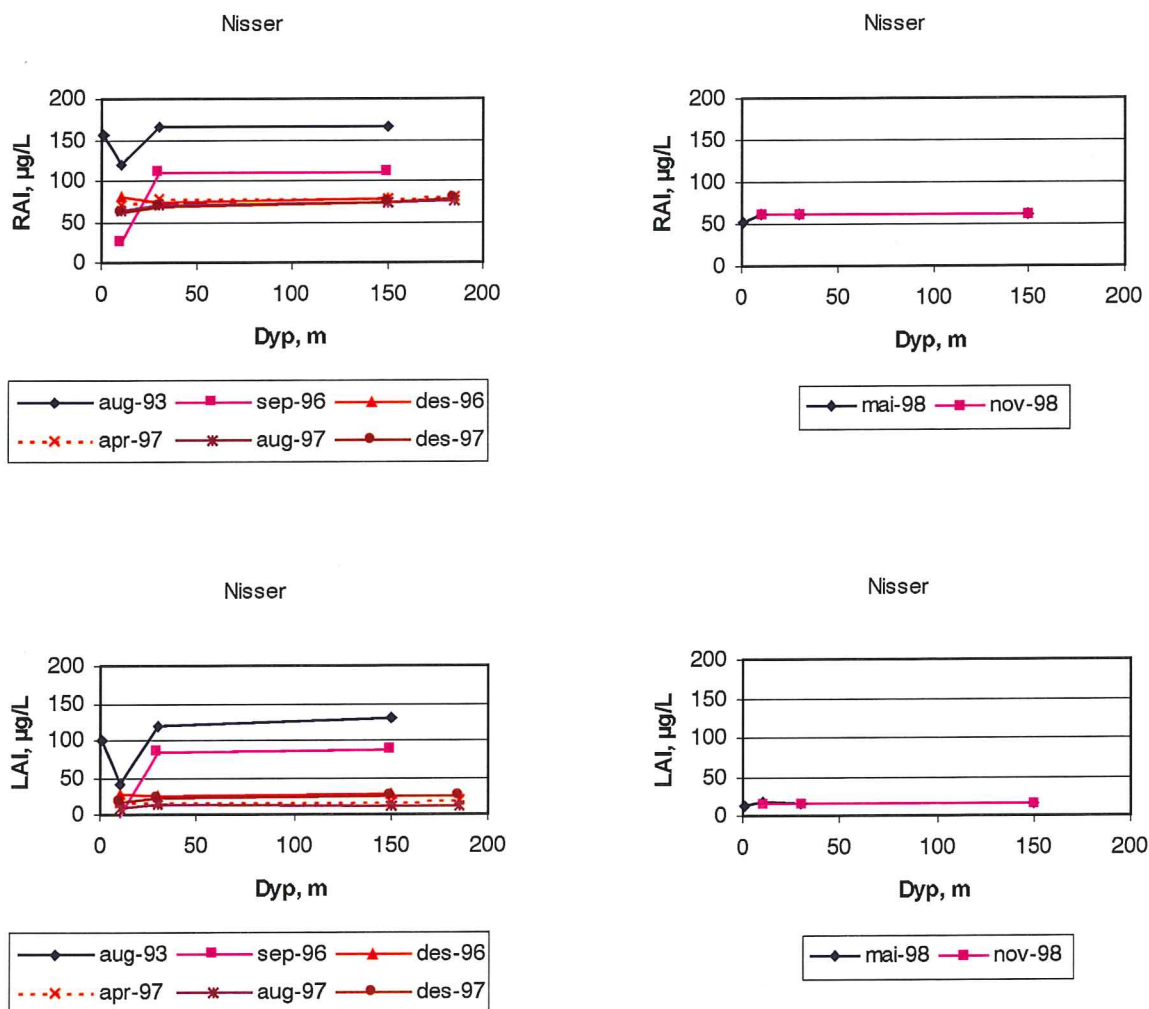 Nisser
RAl, µg/L
200
150
100
50
0
0 50 100 150 200
Dyp, m
aug-93 sep-96 des-96
apr-97 aug-97 des-97
Nisser
RAl, µg/L
200
150
100
50
0
0 50 100 150 200
Dyp, m
mai-98 nov-98
Nisser
LAl, µg/L
200
150
100
50
0
0 50 100 150 200
Dyp, m
aug-93 sep-96 des-96
apr-97 aug-97 des-97
Nisser
LAl, µg/L
200
150
100
50
0
0 50 100 150 200
Dyp, m
mai-98 nov-98